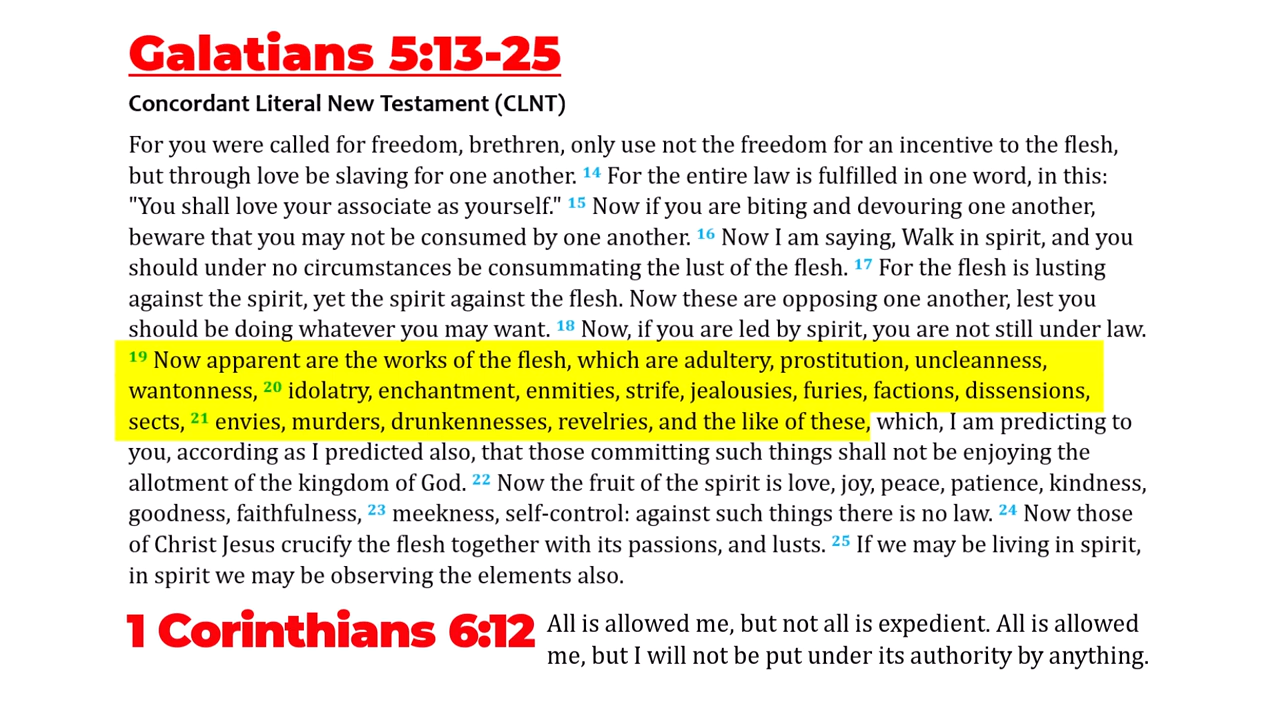 Galatians 5:13-25
Concordant Literal New Testament (CLNT)
For you were called for freedom, brethren, only use not the freedom for an incentive to the flesh,
but through love be slaving for one another. 14 For the entire law is fulfilled in one word, in this:
"You shall love your associate as yourself." 15 Now if you are biting and devouring one another,
beware that you may not be consumed by one another. 16 Now I am saying, Walk in spirit, and you
should under no circumstances be consummating the lust of the flesh. 17 For the flesh is lusting
against the spirit, yet the spirit against the flesh. Now these are opposing one another, lest you
should be doing whatever you may want. 18 Now, if you are led by spirit, you are not still under law.
19 Now apparent are the works of the flesh, which are adultery, prostitution, uncleanness,
wantonness, 20 idolatry, enchantment, enmities, strife, jealousies, furies, factions, dissensions,
sects, 21 envies, murders, drunkennesses, revelries, and the like of these, which, I am predicting to
you, according as I predicted also, that those committing such things shall not be enjoying the
allotment of the kingdom of God. 22 Now the fruit of the spirit is love, joy, peace, patience, kindness,
goodness, faithfulness, 23 meekness, self-control: against such things there is no law. 24 Now those
of Christ Jesus crucify the flesh together with its passions, and lusts. 25 If we may be living in spirit,
in spirit we may be observing the elements also.
1 Corinthians 6:12
All is allowed me, but not all is expedient. All is allowed
me, but I will not be put under its authority by anything.